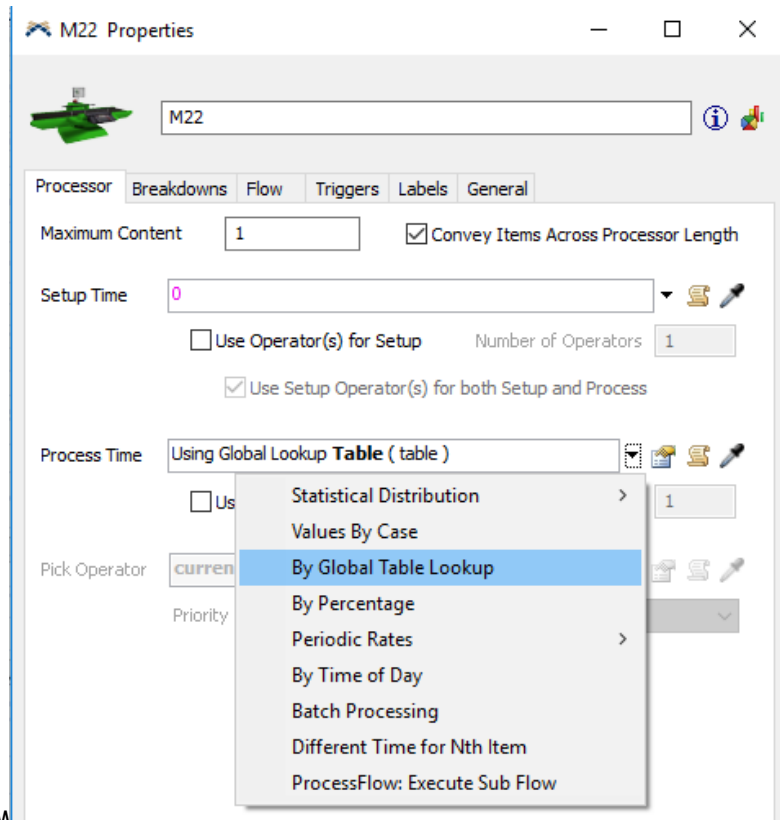 M22 Properties
M22
Processor Breakdowns Flow Triggers Labels General
Maximum Content 1 Convey Items Across Processor Length
Setup Time 0
Use Operator(s) for Setup Number of Operators 1
Use Setup Operator(s) for both Setup and Process
Process Time Using Global Lookup Table ( table )
Us Statistical Distribution 1
Values By Case
Pick Operator curren By Global Table Lookup
Priority By Percentage
Periodic Rates
By Time of Day
Batch Processing
Different Time for Nth Item
ProcessFlow: Execute Sub Flow